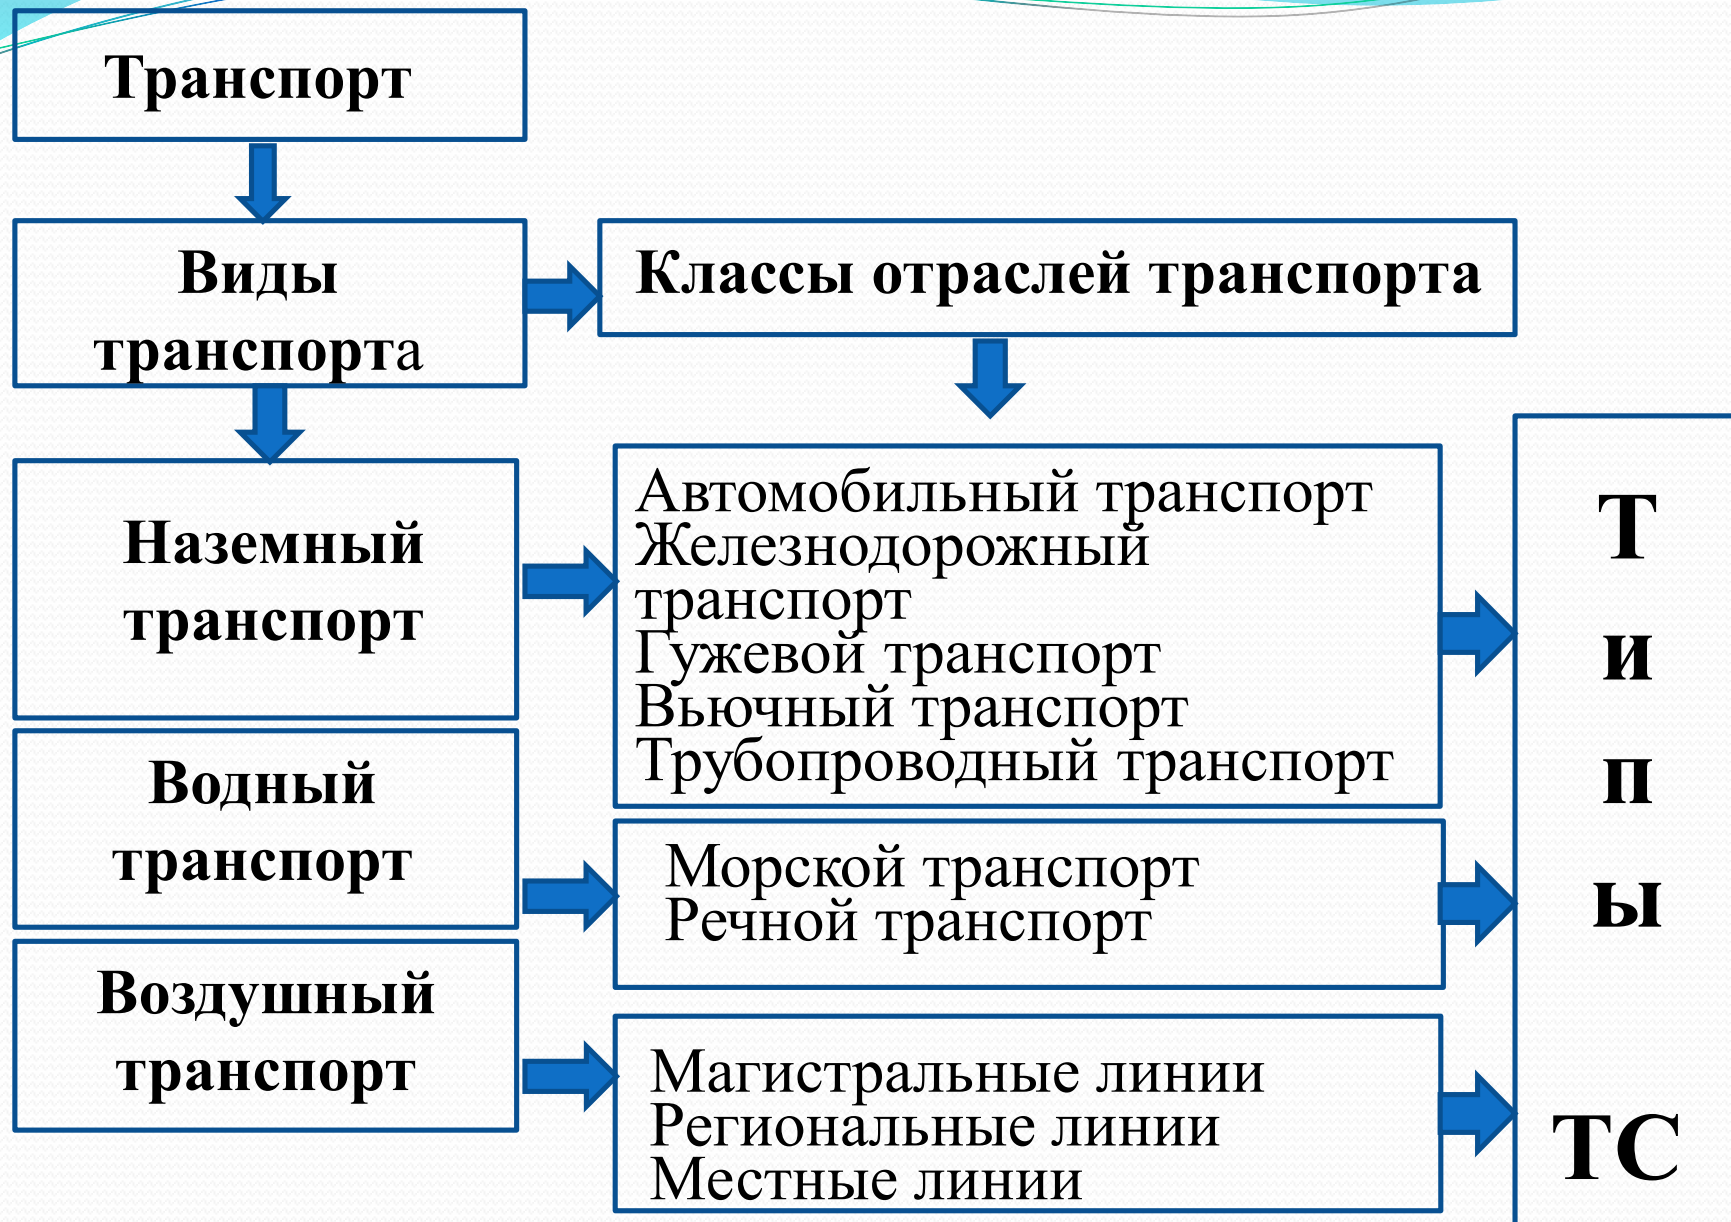 Транспорт
Виды
транспорта
Классы отраслей транспорта
Наземный
транспорт
Автомобильный транспорт
Железнодорожный
транспорт
Гужевой транспорт
Вьючный транспорт
Трубопроводный транспорт
Водный
транспорт
Морской транспорт
Речной транспорт
Воздушный
транспорт
Магистральные линии
Региональные линии
Местные линии
Т
и
п
ы
ТС